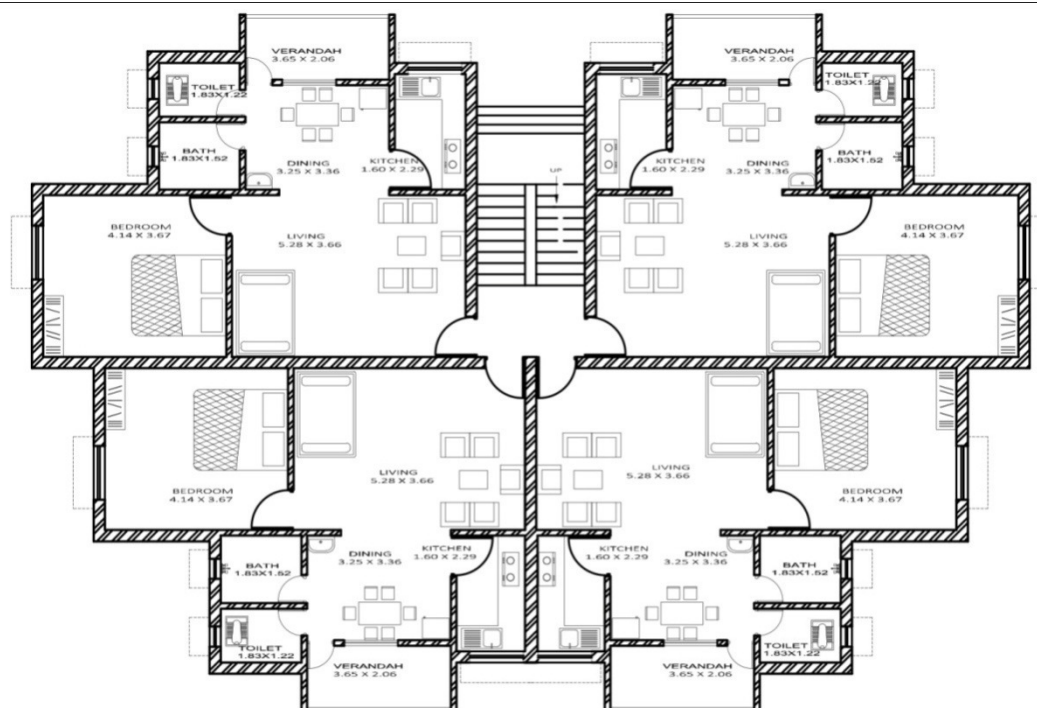 VERANDAH
3.65 X 2.06
VERANDAH
3.65 X 2.06
TOILET
1.83X1.22
TOILET
1.83X1.22
BATH
1.83X1.52
DINING
3.25 X 3.36
KITCHEN
1.60 X 2.29
UP
KITCHEN
1.60 X 2.29
DINING
3.25 X 3.36
BATH
1.83X1.52
BEDROOM
4.14 X 3.67
LIVING
5.28 X 3.66
LIVING
5.28 X 3.66
BEDROOM
4.14 X 3.67
BEDROOM
4.14 X 3.67
LIVING
5.28 X 3.66
LIVING
5.28 X 3.66
BEDROOM
4.14 X 3.67
BATH
1.83X1.52
DINING
3.25 X 3.36
KITCHEN
1.60 X 2.29
KITCHEN
1.60 X 2.29
DINING
3.25 X 3.36
BATH
1.83X1.52
TOILET
1.83X1.22
TOILET
1.83X1.22
VERANDAH
3.65 X 2.06
VERANDAH
3.65 X 2.06